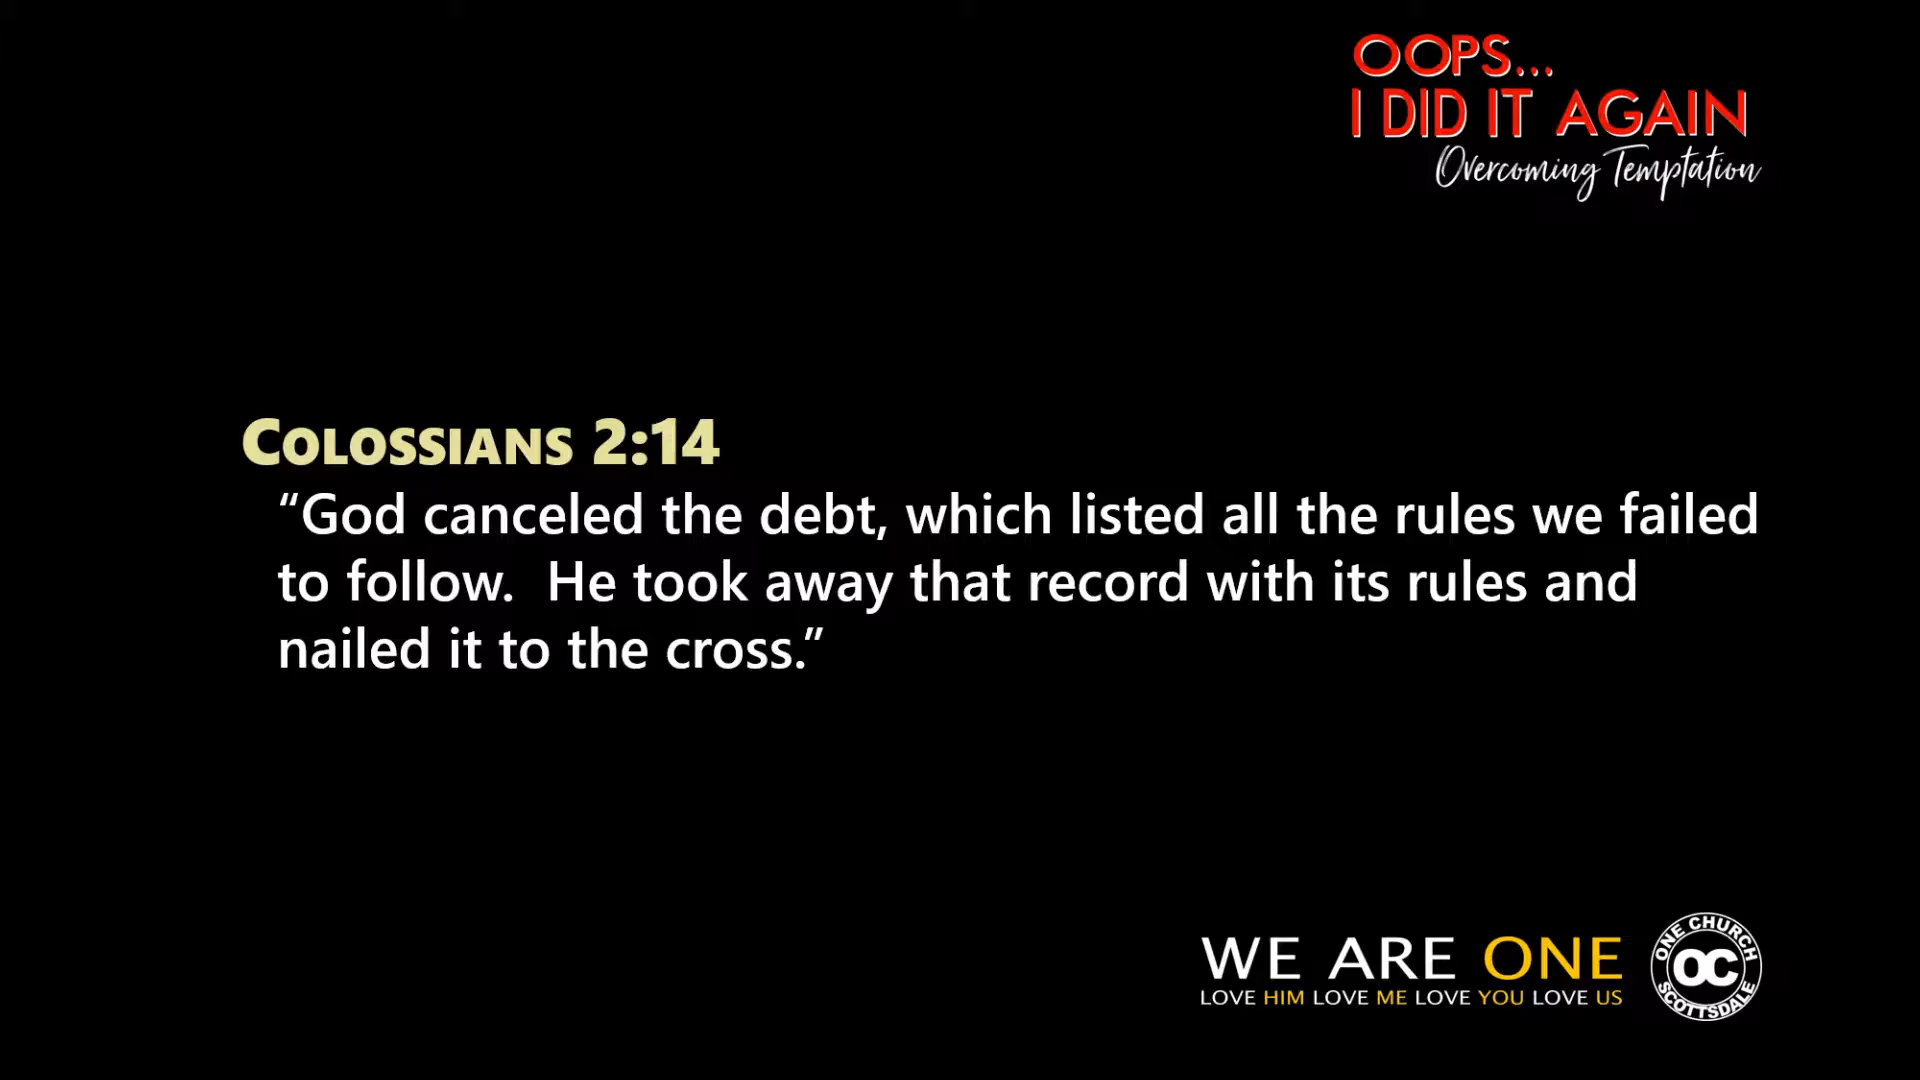 OOPS...
I DID IT AGAIN
Overcoming Temptation
COLOSSIANS 2:14
“God canceled the debt, which listed all the rules we failed
to follow.  He took away that record with its rules and
nailed it to the cross.”
WE ARE ONE
LOVE HIM LOVE ME LOVE YOU LOVE US
ONE CHURCH
OC
SCOTTSDALE